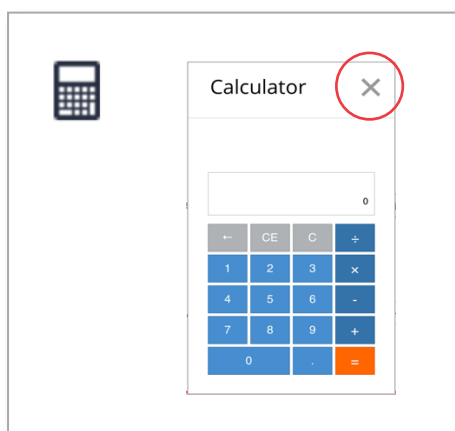 Calculator ✕
0
← CE C ÷
1 2 3 ×
4 5 6 -
7 8 9 +
0 . =